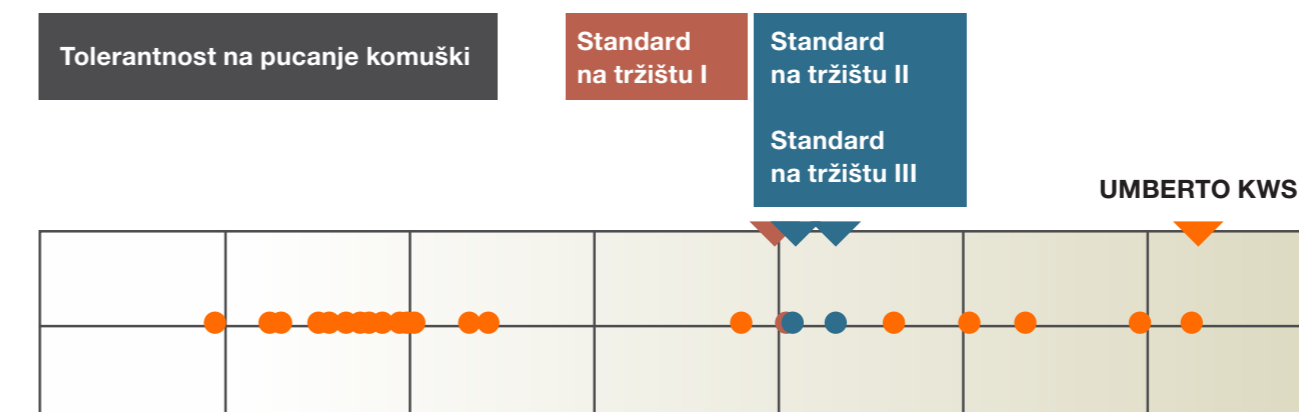 Tolerantnost na pucanje komuški
Standard
na tržištu I
Standard
na tržištu II
Standard
na tržištu III
UMBERTO KWS